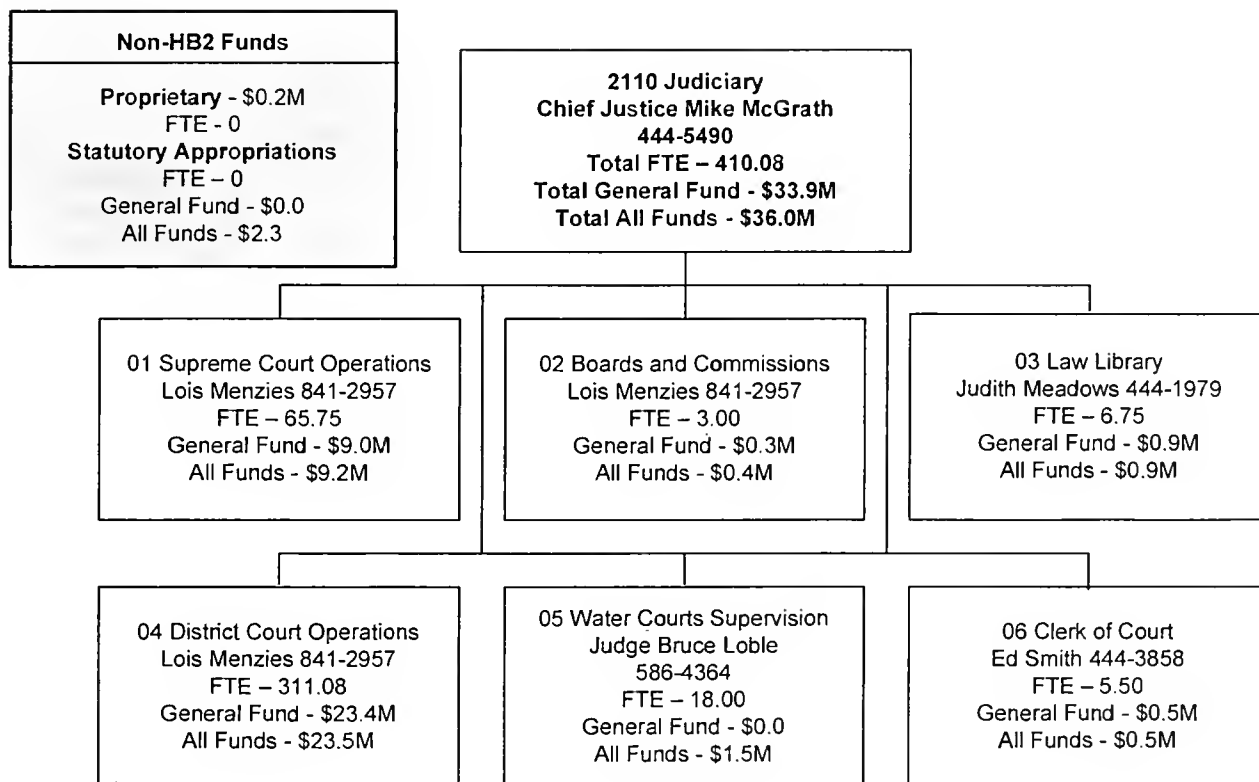 Non-HB2 Funds
Proprietary - $0.2M
FTE - 0
Statutory Appropriations
FTE – 0
General Fund - $0.0
All Funds - $2.3
2110 Judiciary
Chief Justice Mike McGrath
444-5490
Total FTE – 410.08
Total General Fund - $33.9M
Total All Funds - $36.0M
01 Supreme Court Operations
Lois Menzies 841-2957
FTE – 65.75
General Fund - $9.0M
All Funds - $9.2M
02 Boards and Commissions
Lois Menzies 841-2957
FTE – 3.00
General Fund - $0.3M
All Funds - $0.4M
03 Law Library
Judith Meadows 444-1979
FTE – 6.75
General Fund - $0.9M
All Funds - $0.9M
04 District Court Operations
Lois Menzies 841-2957
FTE – 311.08
General Fund - $23.4M
All Funds - $23.5M
05 Water Courts Supervision
Judge Bruce Loble
586-4364
FTE – 18.00
General Fund - $0.0
All Funds - $1.5M
06 Clerk of Court
Ed Smith 444-3858
FTE – 5.50
General Fund - $0.5M
All Funds - $0.5M